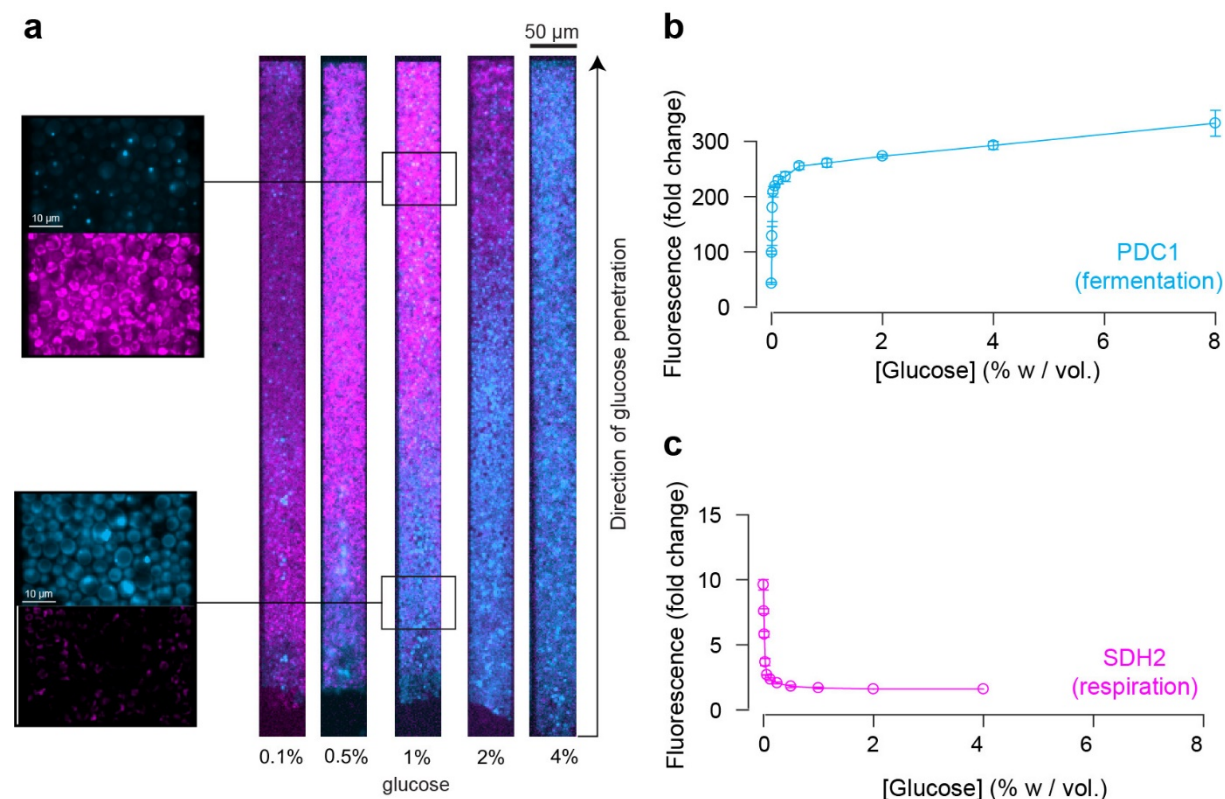 a
50 µm
10 µm
10 µm
Direction of glucose penetration
0.1% 0.5% 1% 2% 4%
glucose
b
Fluorescence (fold change)
300
200
100
0
0 2 4 6 8
[Glucose] (% w / vol.)
PDC1
(fermentation)
c
Fluorescence (fold change)
15
10
5
0
0 2 4 6 8
[Glucose] (% w / vol.)
SDH2
(respiration)